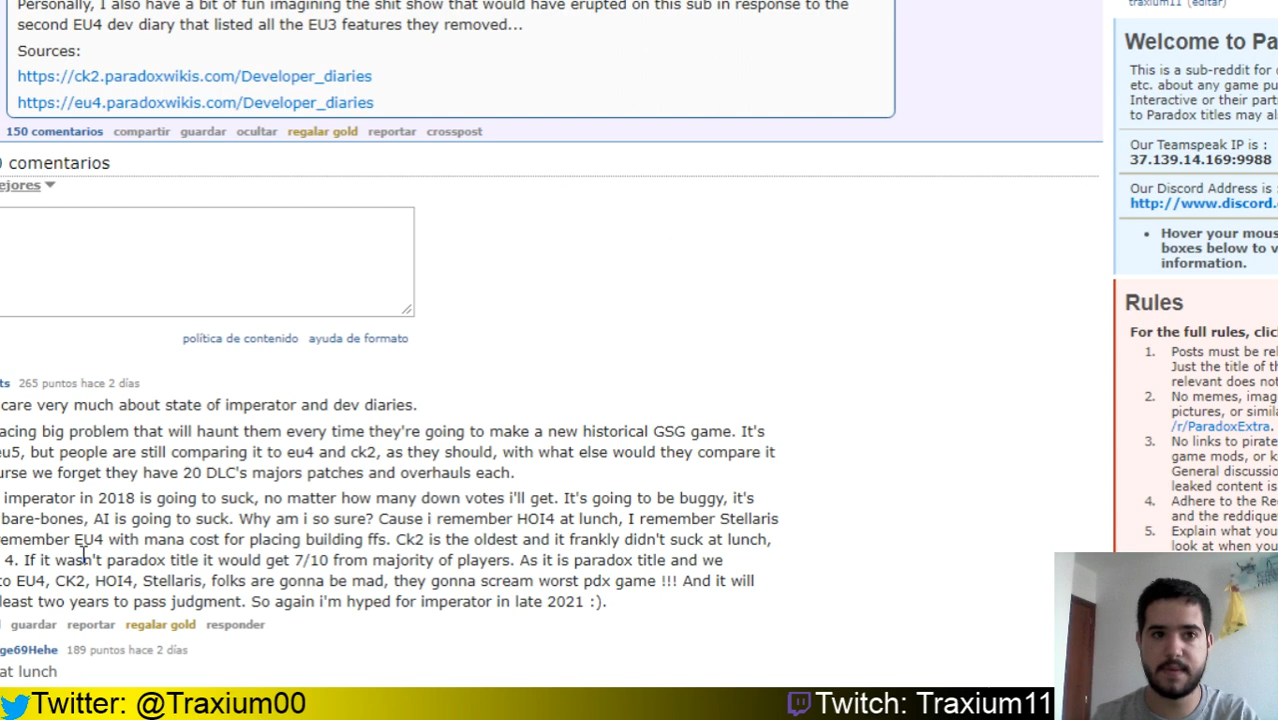 Personally, I also have a bit of fun imagining the shit show that would have erupted on this sub in response to the
second EU4 dev diary that listed all the EU3 features they removed...
Sources:
https://ck2.paradoxwikis.com/Developer_diaries
https://eu4.paradoxwikis.com/Developer_diaries
150 comentarios compartir guardar ocultar regalar gold reportar crosspost
comentarios
ejores
política de contenido ayuda de formato
ts 265 puntos hace 2 días
care very much about state of imperator and dev diaries.
acing big problem that will haunt them every time they're going to make a new historical GSG game. It's
eu5, but people are still comparing it to eu4 and ck2, as they should, with what else would they compare it
urse we forget they have 20 DLC's majors patches and overhauls each.
imperator in 2018 is going to suck, no matter how many down votes i'll get. It's going to be buggy, it's
bare-bones, AI is going to suck. Why am i so sure? Cause i remember HOI4 at lunch, I remember Stellaris
remember EU4 with mana cost for placing building ffs. Ck2 is the oldest and it frankly didn't suck at lunch,
4. If it wasn't paradox title it would get 7/10 from majority of players. As it is paradox title and we
to EU4, CK2, HOI4, Stellaris, folks are gonna be mad, they gonna scream worst pdx game !!! And it will
least two years to pass judgment. So again i'm hyped for imperator in late 2021 :).
guardar reportar regalar gold responder
ge69Hehe 189 puntos hace 2 días
at lunch
traxium11 (editar)
Welcome to Pa
This is a sub-reddit for
etc. about any game pu
Interactive or their part
to Paradox titles may al
Our Teamspeak IP is :
37.139.14.169:9988
Our Discord Address is
http://www.discord.
• Hover your mous
boxes below to v
information.
Rules
For the full rules, clic
1. Posts must be rel
Just the title of th
relevant does not
2. No memes, imag
pictures, or simila
/r/ParadoxExtra.
3. No links to pirate
game mods, or k
General discussio
leaked content is
4. Adhere to the Re
and the reddique
5. Explain what you
look at when you
Twitter: @Traxium00
Twitch: Traxium11